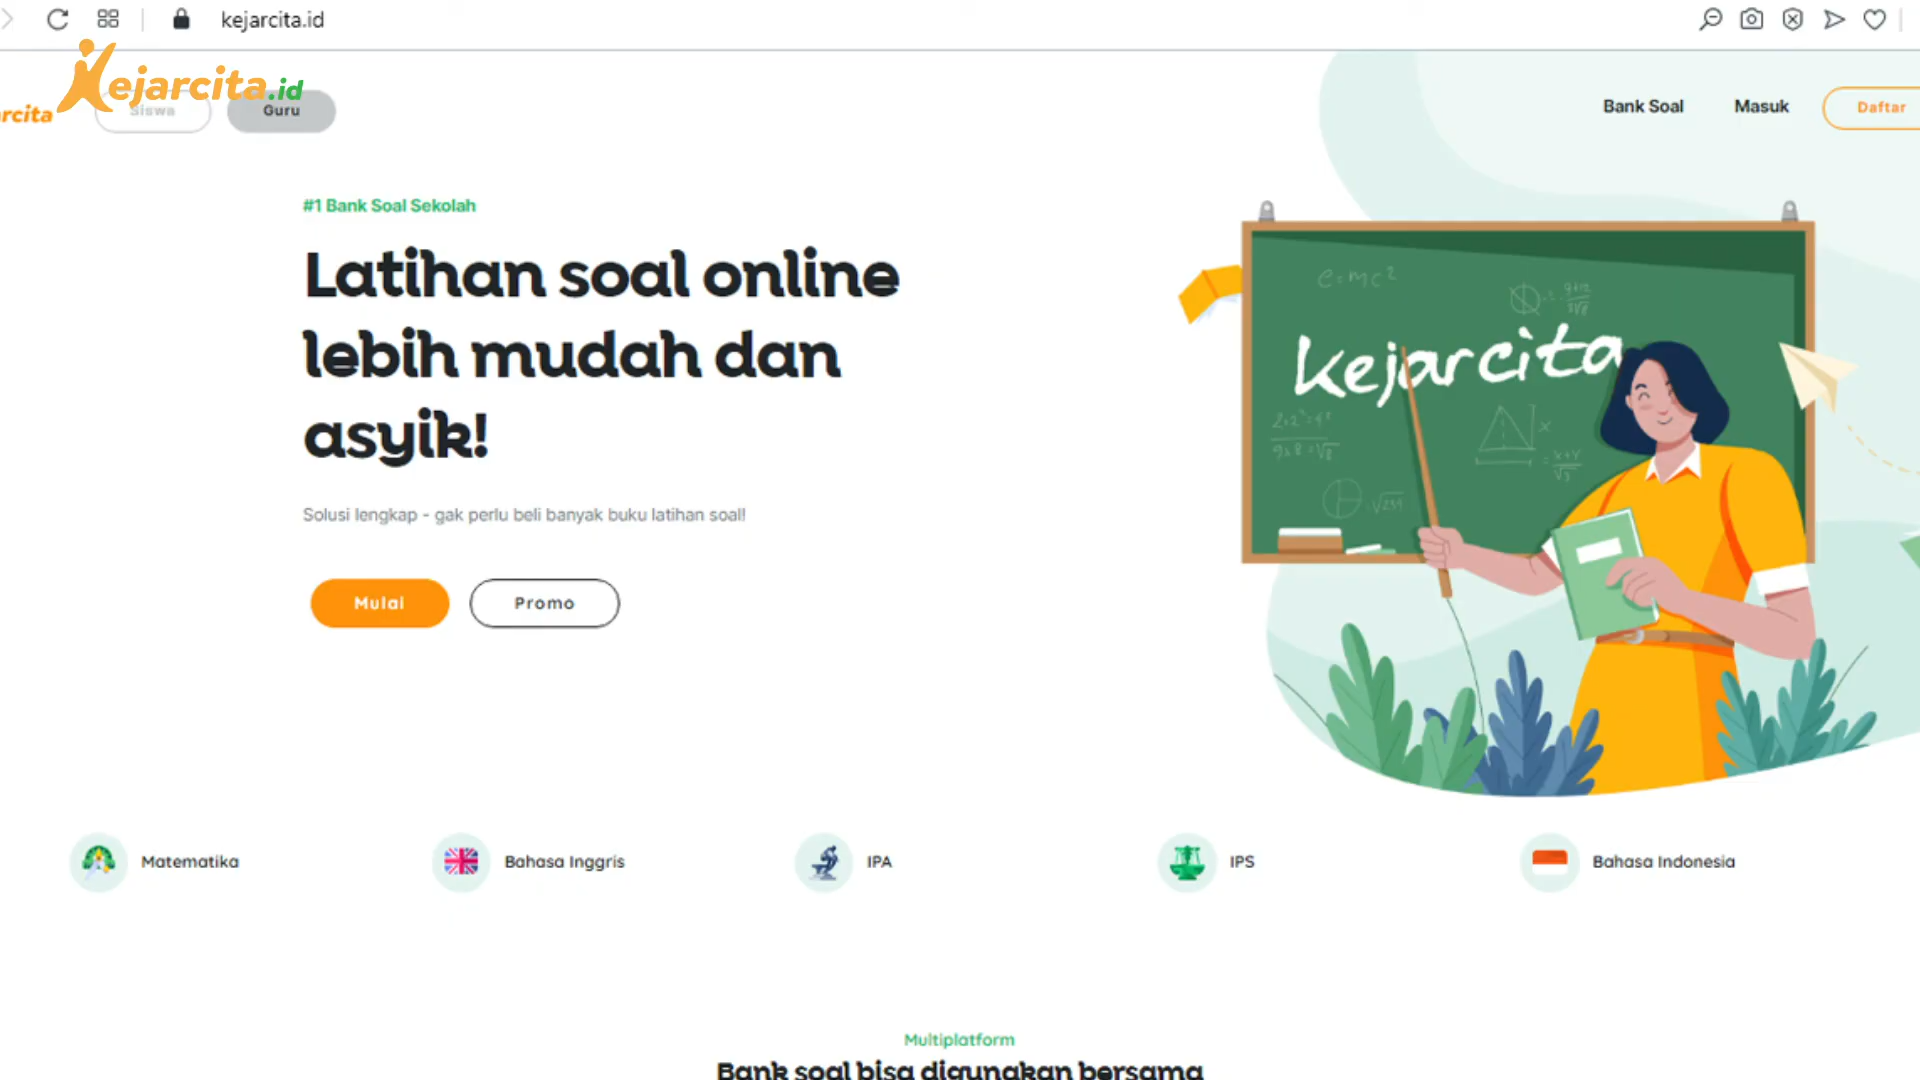 kejarcita.id
Kejarcita.id
rcita
Siswa
Guru
Bank Soal
Masuk
Daftar
#1 Bank Soal Sekolah
Latihan soal online
lebih mudah dan
asyik!
Solusi lengkap - gak perlu beli banyak buku latihan soal!
Mulai
Promo
e=mc²
kejarcita
Matematika
Bahasa Inggris
IPA
IPS
Bahasa Indonesia
Multiplatform
Bank soal bisa digunakan bersama